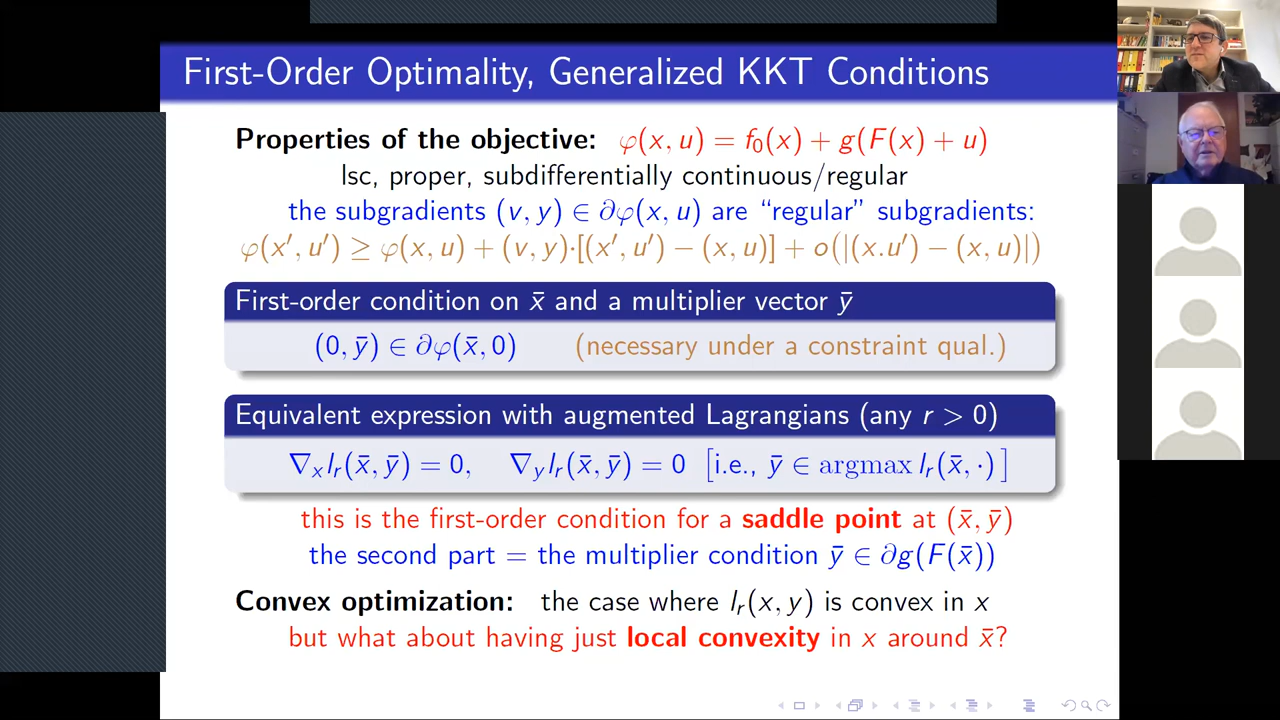 First-Order Optimality, Generalized KKT Conditions
Properties of the objective: φ(x, u) = f₀(x) + g(F(x) + u)
lsc, proper, subdifferentially continuous/regular
the subgradients (v, y) ∈ ∂φ(x, u) are “regular” subgradients:
φ(x′, u′) ≥ φ(x, u) + (v, y)·[(x′, u′) − (x, u)] + o(|(x.u′) − (x, u)|)
First-order condition on x̄ and a multiplier vector ȳ
(0, ȳ) ∈ ∂φ(x̄, 0) (necessary under a constraint qual.)
Equivalent expression with augmented Lagrangians (any r > 0)
∇ₓlᵣ(x̄, ȳ) = 0, ∇_y lᵣ(x̄, ȳ) = 0 [i.e., ȳ ∈ argmax lᵣ(x̄, ·)]
this is the first-order condition for a saddle point at (x̄, ȳ)
the second part = the multiplier condition ȳ ∈ ∂g(F(x̄))
Convex optimization: the case where lᵣ(x, y) is convex in x
but what about having just local convexity in x around x̄?